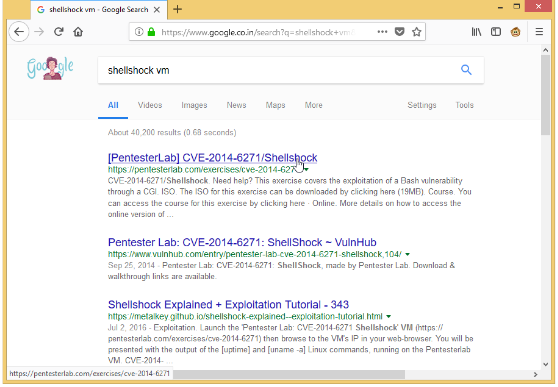 shellshock vm - Google Search
https://www.google.co.in/search?q=shellshock+vm&
Google
shellshock vm
All Videos Images News Maps More Settings Tools
About 40,200 results (0.68 seconds)
[PentesterLab] CVE-2014-6271/Shellshock
https://pentesterlab.com/exercises/cve-2014-627
CVE-2014-6271/Shellshock. Need help? This exercise covers the exploitation of a Bash vulnerability
through a CGI. ISO. The ISO for this exercise can be downloaded by clicking here (19MB). Course. You
can access the course for this exercise by clicking here · Online. More details on how to access the
online version of ...
Pentester Lab: CVE-2014-6271: ShellShock ~ VulnHub
https://www.vulnhub.com/entry/pentester-lab-cve-2014-6271-shellshock,104/
Sep 25, 2014 - Pentester Lab: CVE-2014-6271: ShellShock, made by Pentester Lab. Download &
walkthrough links are available.
Shellshock Explained + Exploitation Tutorial - 343
https://metalkey.github.io/shellshock-explained--exploitation-tutorial.html
Jul 2, 2016 - Exploitation. Launch the 'Pentester Lab: CVE-2014-6271 Shellshock' VM (https://
pentesterlab.com/exercises/cve-2014-6271) then browse to the VM's IP in your web-browser. You will be
presented with the output of the [uptime] and [uname -a] Linux commands, running on the Pentesterlab
VM. CVE-2014-
https://pentesterlab.com/exercises/cve-2014-6271